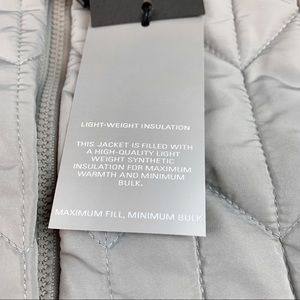 LIGHT-WEIGHT INSULATION
THIS JACKET IS FILLED WITH
A HIGH-QUALITY LIGHT
WEIGHT SYNTHETIC
INSULATION FOR MAXIMUM
WARMTH AND MINIMUM
BULK.
MAXIMUM FILL, MINIMUM BULK